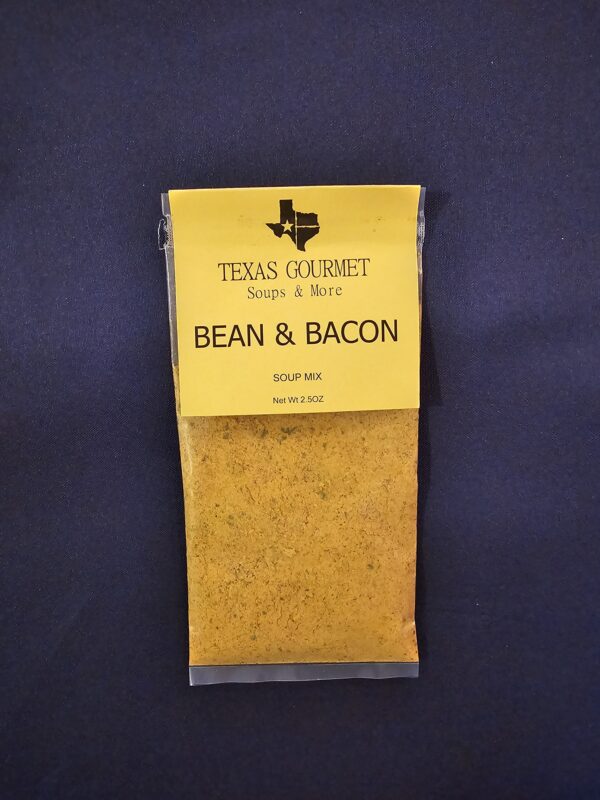 TEXAS GOURMET
Soups & More
BEAN & BACON
SOUP MIX
Net Wt 2.5OZ